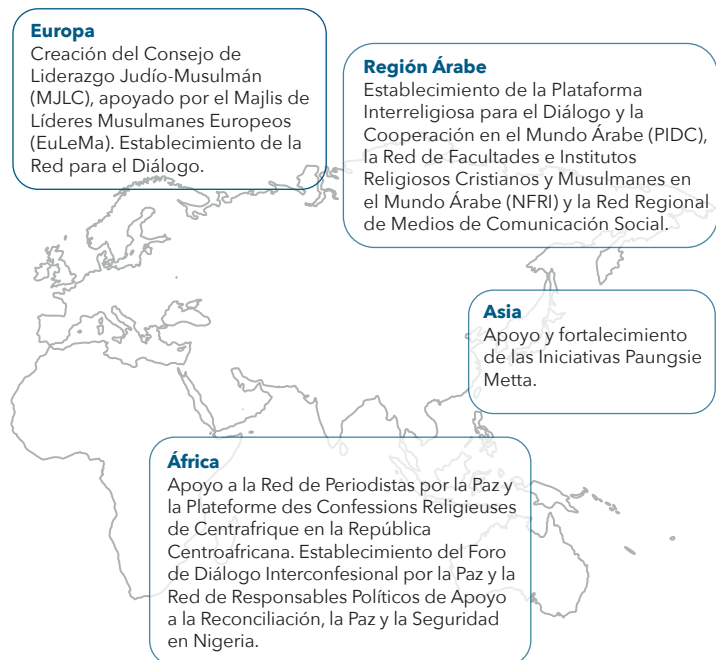 Europa
Creación del Consejo de
Liderazgo Judío-Musulmán
(MJLC), apoyado por el Majlis de
Líderes Musulmanes Europeos
(EuLeMa). Establecimiento de la
Red para el Diálogo.
Región Árabe
Establecimiento de la Plataforma
Interreligiosa para el Diálogo y la
Cooperación en el Mundo Árabe (PIDC),
la Red de Facultades e Institutos
Religiosos Cristianos y Musulmanes en
el Mundo Árabe (NFRI) y la Red Regional
de Medios de Comunicación Social.
Asia
Apoyo y fortalecimiento
de las Iniciativas Paungsie
Metta.
África
Apoyo a la Red de Periodistas por la Paz y
la Plateforme des Confessions Religieuses
de Centrafrique en la República
Centroafricana. Establecimiento del Foro
de Diálogo Interconfesional por la Paz y la
Red de Responsables Políticos de Apoyo
a la Reconciliación, la Paz y la Seguridad
en Nigeria.